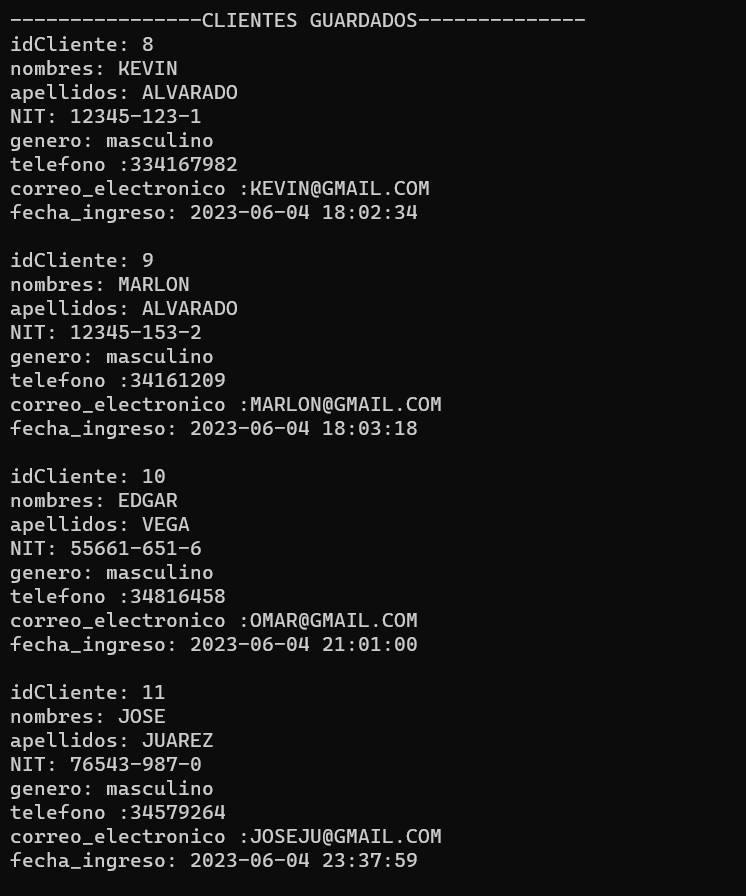 ----------------CLIENTES GUARDADOS--------------
idCliente: 8
nombres: KEVIN
apellidos: ALVARADO
NIT: 12345-123-1
genero: masculino
telefono :334167982
correo_electronico :KEVIN@GMAIL.COM
fecha_ingreso: 2023-06-04 18:02:34

idCliente: 9
nombres: MARLON
apellidos: ALVARADO
NIT: 12345-153-2
genero: masculino
telefono :34161209
correo_electronico :MARLON@GMAIL.COM
fecha_ingreso: 2023-06-04 18:03:18

idCliente: 10
nombres: EDGAR
apellidos: VEGA
NIT: 55661-651-6
genero: masculino
telefono :34816458
correo_electronico :OMAR@GMAIL.COM
fecha_ingreso: 2023-06-04 21:01:00

idCliente: 11
nombres: JOSE
apellidos: JUAREZ
NIT: 76543-987-0
genero: masculino
telefono :34579264
correo_electronico :JOSEJU@GMAIL.COM
fecha_ingreso: 2023-06-04 23:37:59